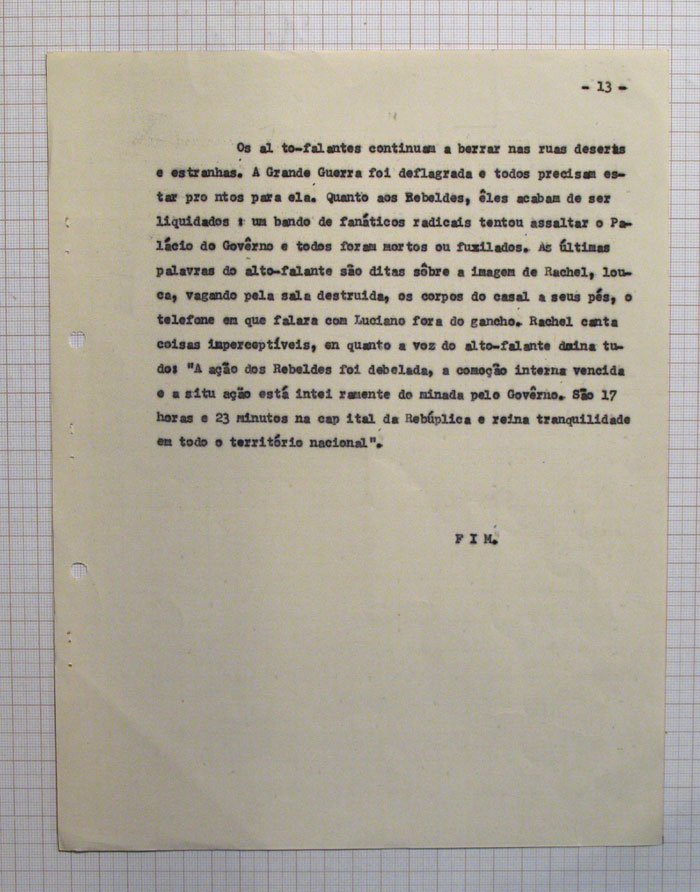 - 13 -
Os al to-falantes continuam a berrar nas ruas deserts
e estranhas. A Grande Guerra foi deflagrada e todos precisam es-
tar pro ntos para ela. Quanto aos Rebeldes, êles acabam de ser
liquidados : um bando de fanáticos radicais tentou assaltar o Pa-
lácio do Govêrno e todos foram mortos ou fuxilados. As últimas
palavras do alto-falante são ditas sôbre a imagem de Rachel, lou-
ca, vagando pela sala destruida, os corpos do casal a seus pés, o
telefone em que falara com Luciano fora do gancho. Rachel canta
coisas imperceptíveis, en quanto a voz do alto-falante dmina tu-
do: "A ação dos Rebeldes foi debelada, a comoção interna vencida
e a situ ação está intei ramente do minada pelo Govêrno. São 17
horas e 23 minutos na cap ital da Rebúplica e reina tranquilidade
em todo o território nacional".
F I M.